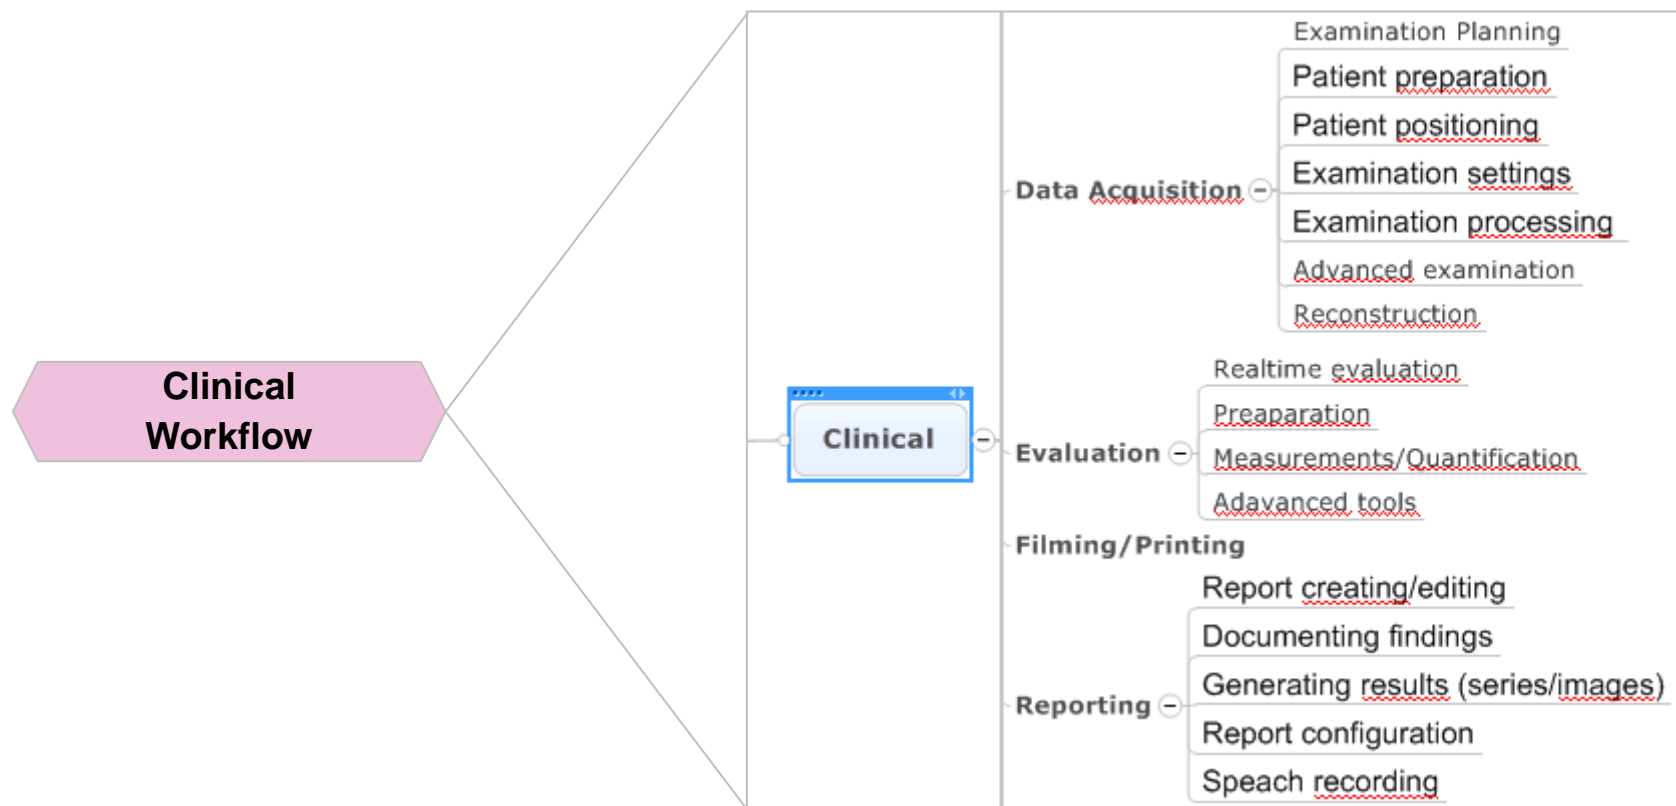 Clinical
Workflow
Clinical
Data Acquisition
Examination Planning
Patient preparation
Patient positioning
Examination settings
Examination processing
Advanced examination
Reconstruction
Evaluation
Realtime evaluation
Preaparation
Measurements/Quantification
Adavanced tools
Filming/Printing
Reporting
Report creating/editing
Documenting findings
Generating results (series/images)
Report configuration
Speach recording